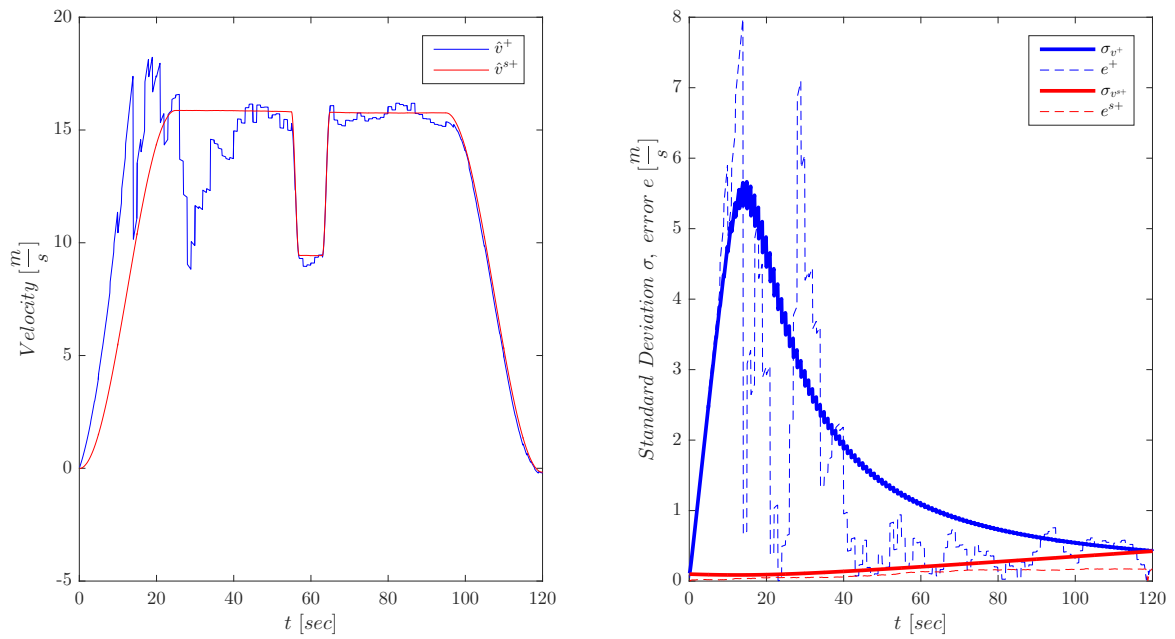 20
15
10
5
0
-5
0
20
40
60
80
100
120
Velocity [m/s]
t [sec]
v̂⁺
v̂ˢ⁺
8
7
6
5
4
3
2
1
0
0
20
40
60
80
100
120
Standard Deviation σ, error e [m/s]
t [sec]
σ_v⁺
e⁺
σ_vˢ⁺
eˢ⁺